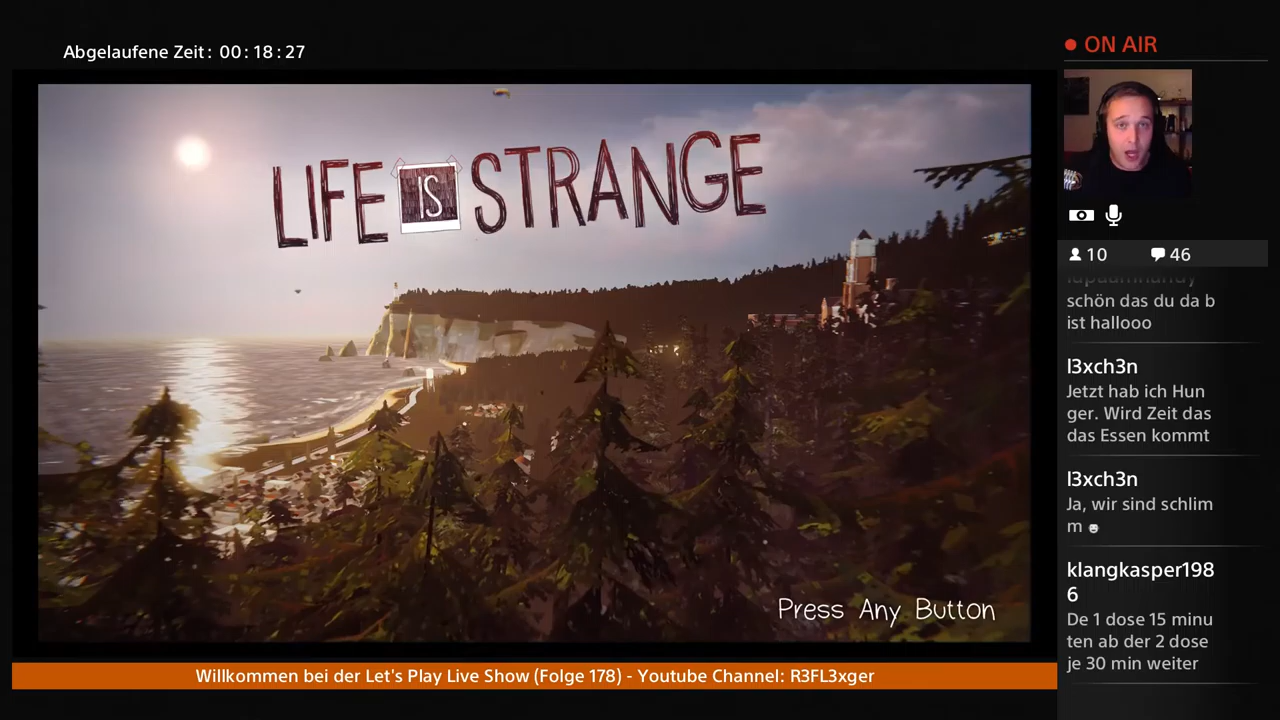 Abgelaufene Zeit: 00:18:27
ON AIR
LIFE IS STRANGE
10 46
schön das du da b
ist hallooo
l3xch3n
Jetzt hab ich Hun
ger. Wird Zeit das
das Essen kommt
l3xch3n
Ja, wir sind schlim
m
klangkasper198
6
De 1 dose 15 minu
ten ab der 2 dose
je 30 min weiter
Press Any Button
Willkommen bei der Let's Play Live Show (Folge 178) - Youtube Channel: R3FL3xger